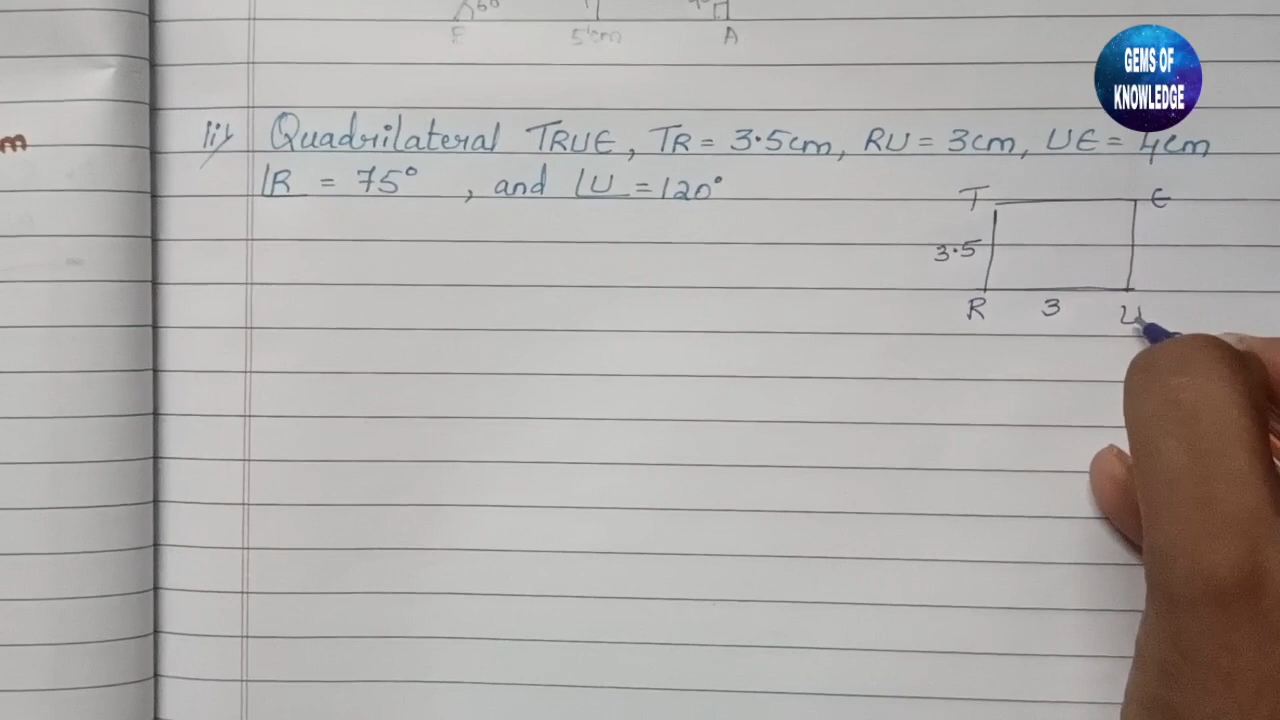 60
E 5cm A
GEMS OF
KNOWLEDGE
m
ii) Quadrilateral TRUE, TR = 3.5cm, RU = 3cm, UE = 4cm
∠R = 75° , and ∠U = 120°
T E
3.5
R 3 U